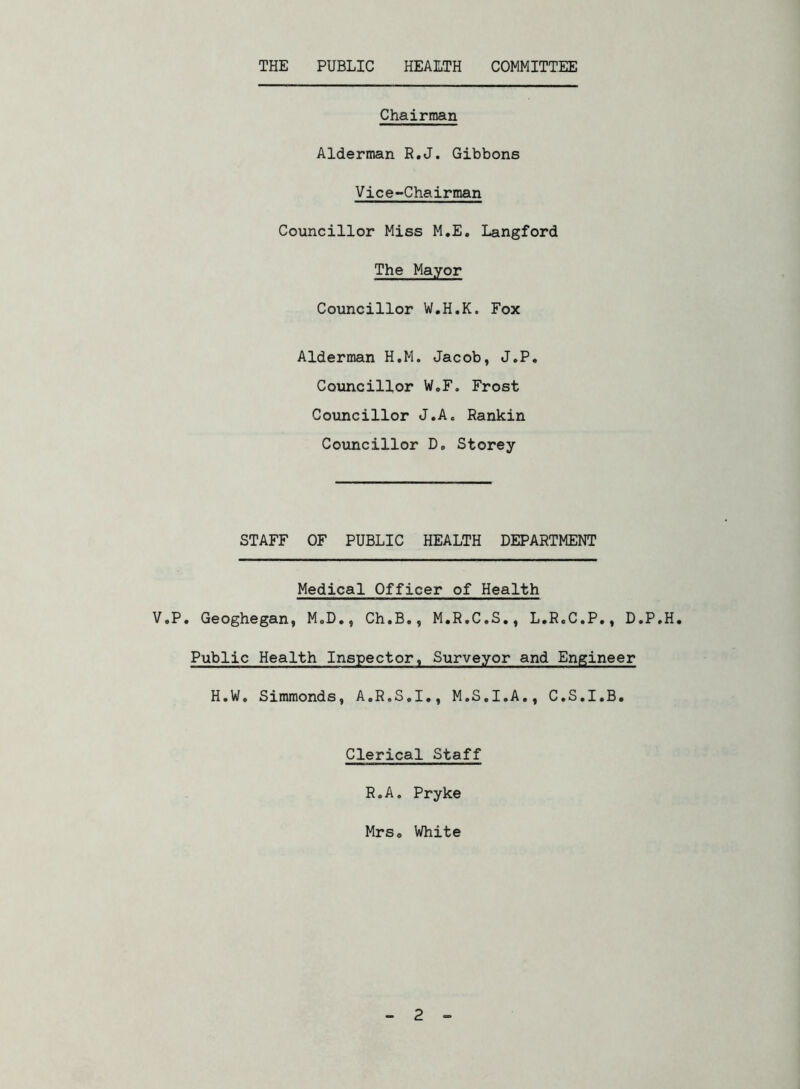 THE PUBLIC HEALTH COMMITTEE
Chairman
Alderman R.J. Gibbons
Vice-Chairman
Councillor Miss M.E. Langford
The Mayor
Councillor W.H.K. Fox
Alderman H.M. Jacob, J.P.
Councillor W.F. Frost
Councillor J.A. Rankin
Councillor D. Storey
STAFF OF PUBLIC HEALTH DEPARTMENT
Medical Officer of Health
V.P. Geoghegan, M.D., Ch.B., M.R.C.S., L.R.C.P., D.P.H.
Public Health Inspector, Surveyor and Engineer
H.W. Simmonds, A.R.S.I., M.S.I.A., C.S.I.B.
Clerical Staff
R.A. Pryke
Mrs. White
- 2 -